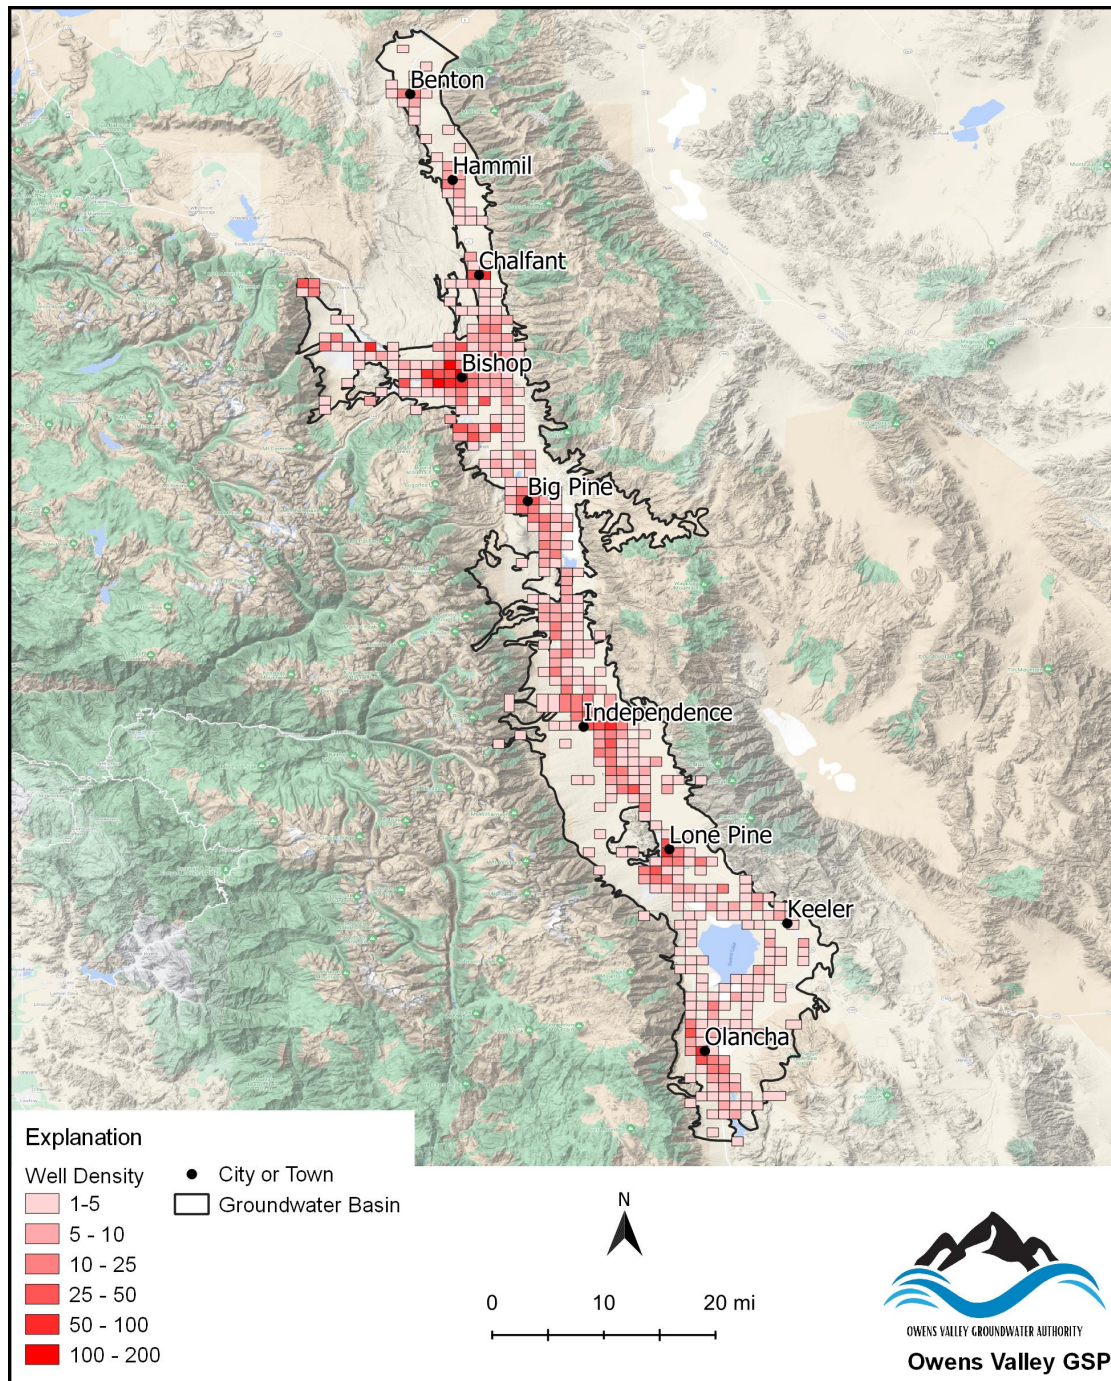 Benton
Hammil
Chalfant
Bishop
Big Pine
Independence
Lone Pine
Keeler
Olancha
Explanation
Well Density
1-5
5 - 10
10 - 25
25 - 50
50 - 100
100 - 200
City or Town
Groundwater Basin
N
0 10 20 mi
OWENS VALLEY GROUNDWATER AUTHORITY
Owens Valley GSP